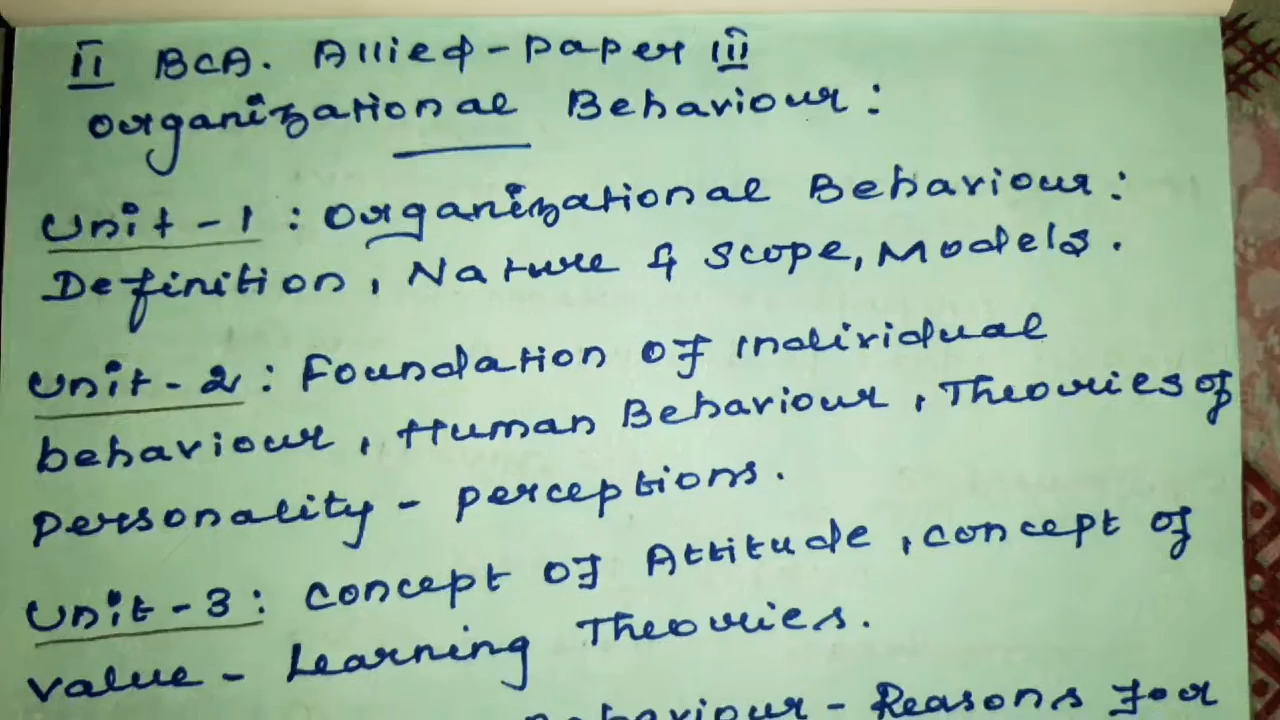 II BCA. Allied-Paper III
Organizational Behaviour:
Unit-1: Organizational Behaviour:
Definition, Nature & Scope, Models.
Unit-2: Foundation of individual
behaviour, Human Behaviour, Theories of
Personality- perceptions.
Unit-3: Concept of Attitude, concept of
value- Learning Theories.
Behaviour- Reasons for